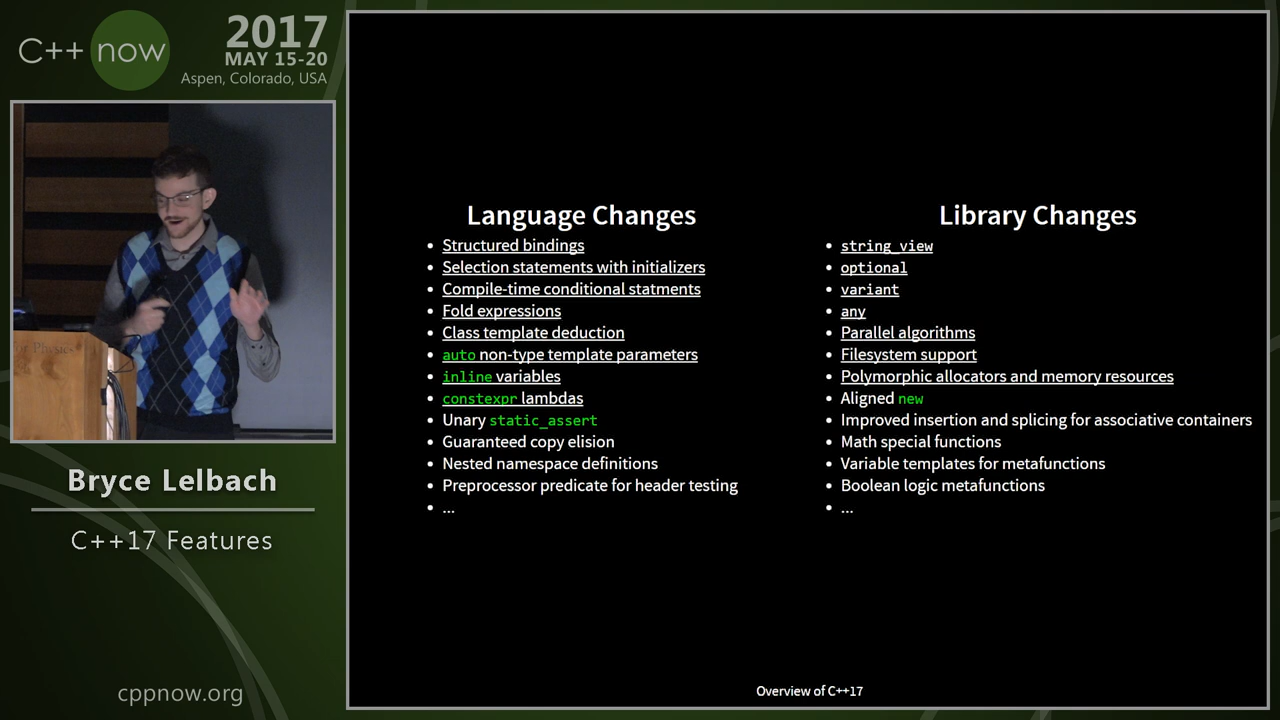 C++ now
2017
MAY 15-20
Aspen, Colorado, USA
for Physics
Bryce Lelbach
C++17 Features
cppnow.org
Language Changes
• Structured bindings
• Selection statements with initializers
• Compile-time conditional statments
• Fold expressions
• Class template deduction
• auto non-type template parameters
• inline variables
• constexpr lambdas
• Unary static_assert
• Guaranteed copy elision
• Nested namespace definitions
• Preprocessor predicate for header testing
• ...
Library Changes
• string_view
• optional
• variant
• any
• Parallel algorithms
• Filesystem support
• Polymorphic allocators and memory resources
• Aligned new
• Improved insertion and splicing for associative containers
• Math special functions
• Variable templates for metafunctions
• Boolean logic metafunctions
• ...
Overview of C++17